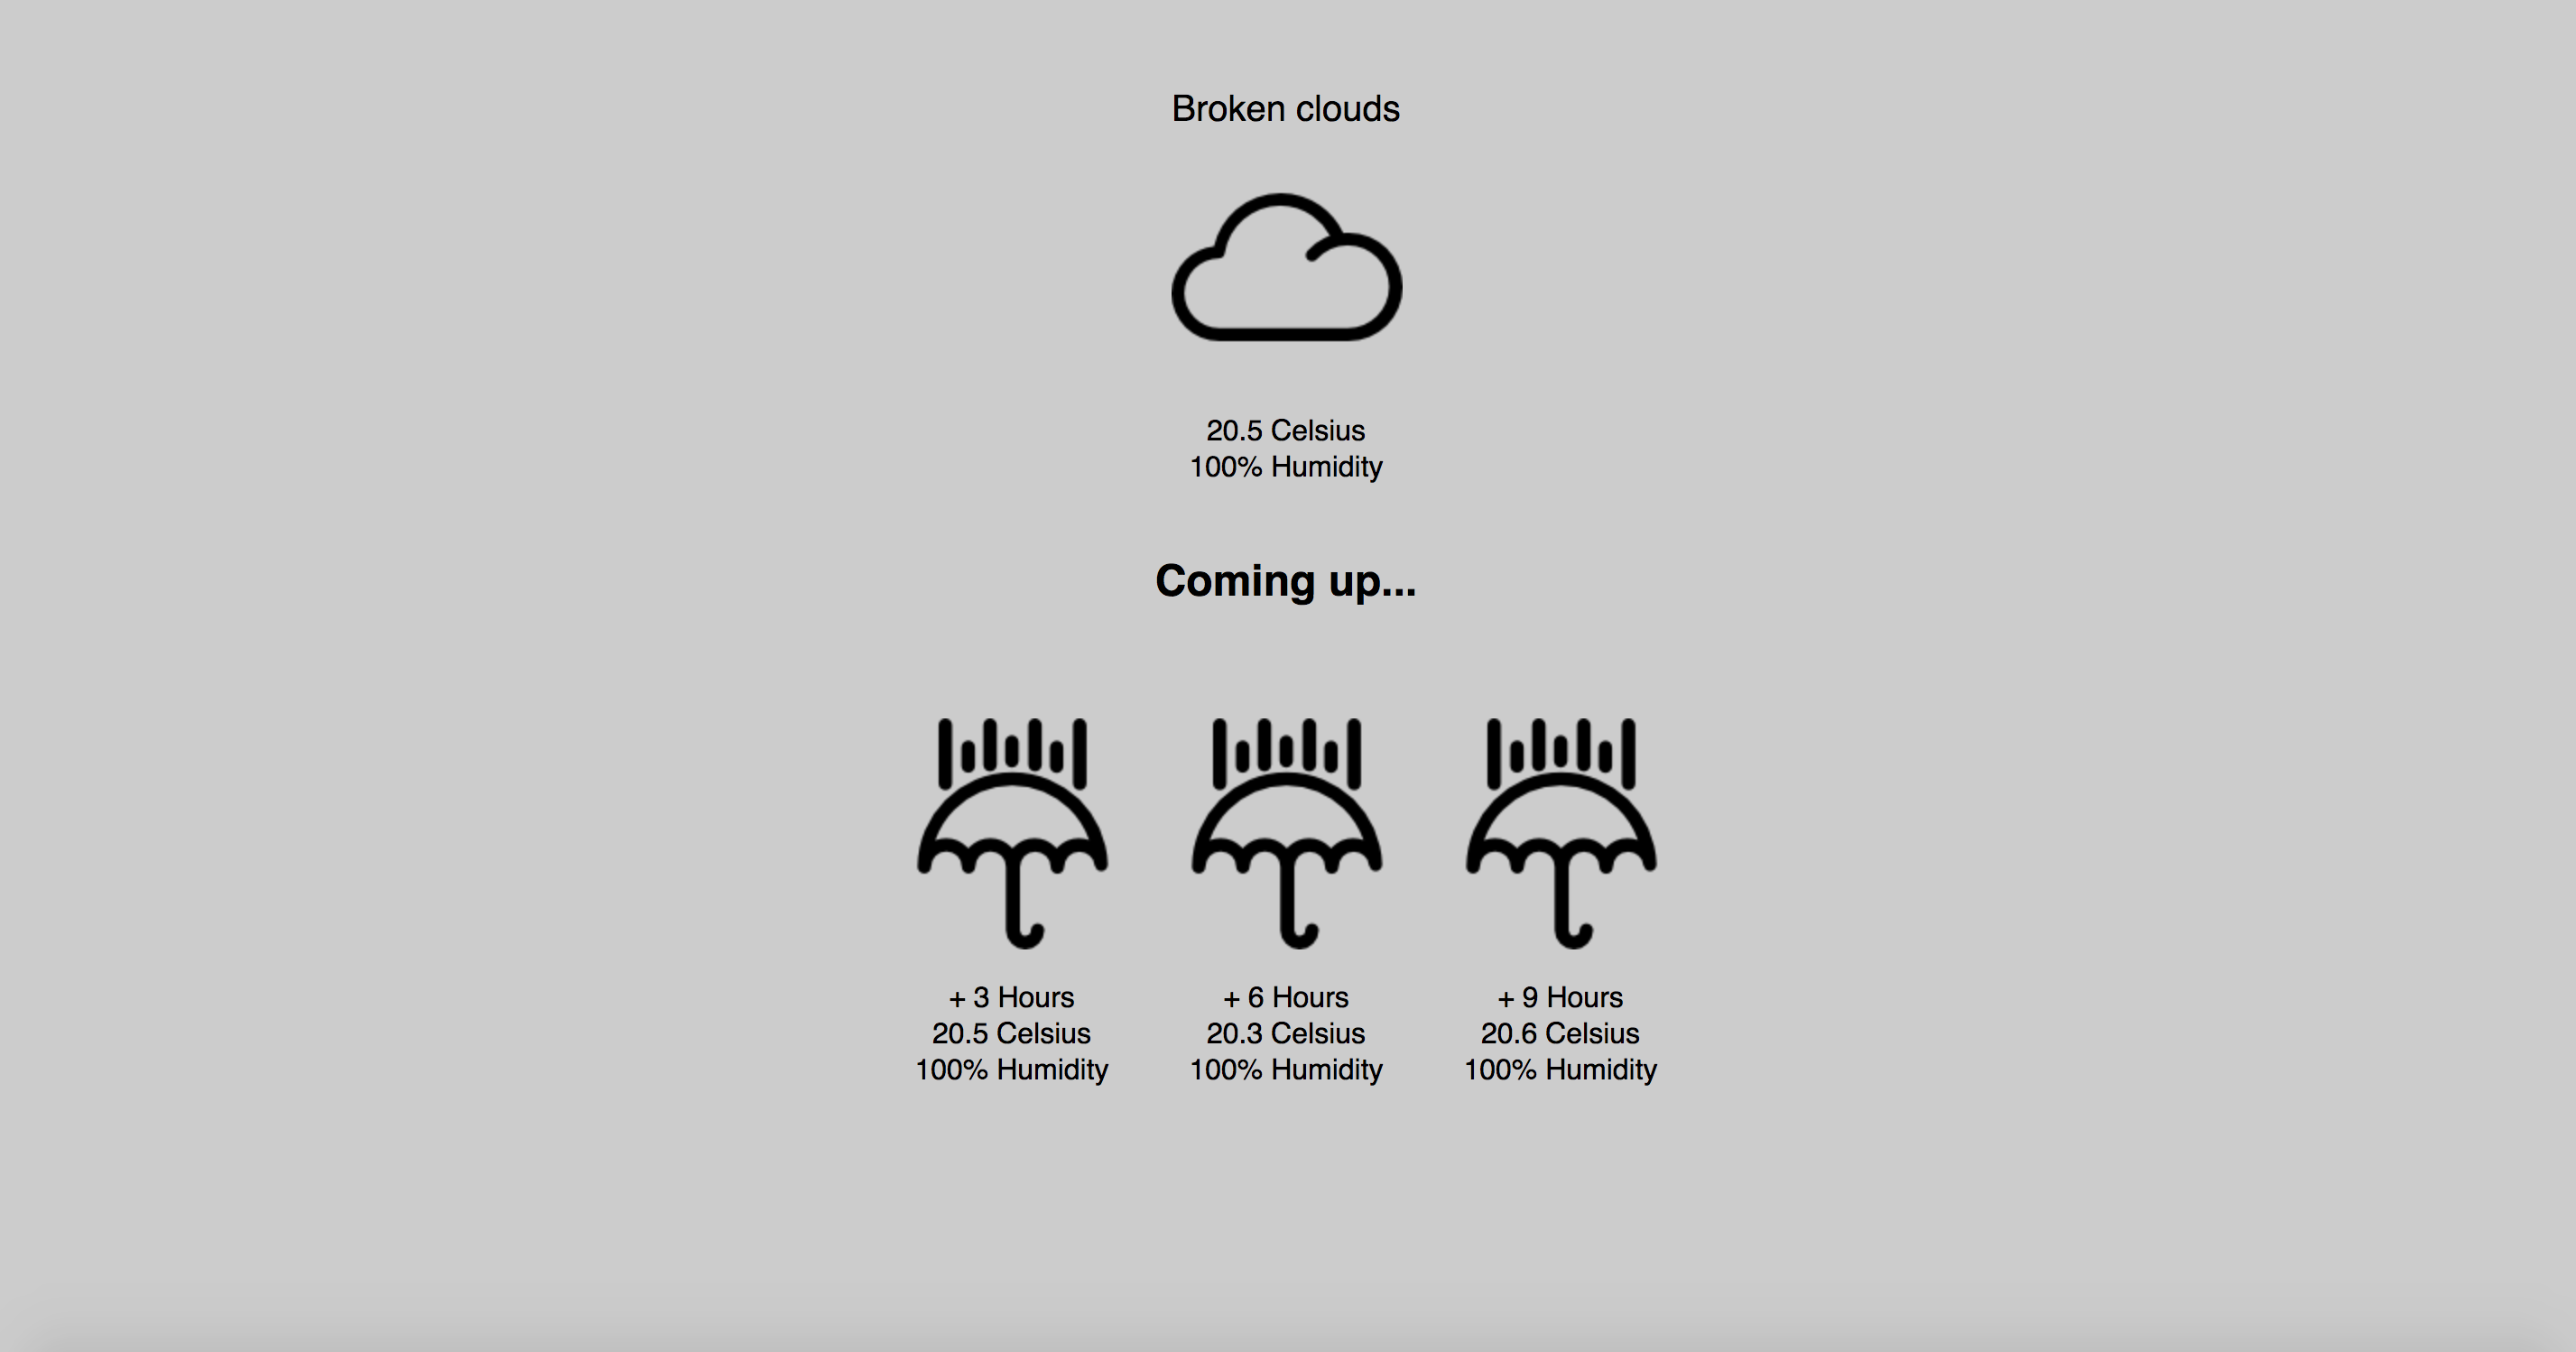 Broken clouds
20.5 Celsius
100% Humidity
Coming up...
+ 3 Hours
20.5 Celsius
100% Humidity
+ 6 Hours
20.3 Celsius
100% Humidity
+ 9 Hours
20.6 Celsius
100% Humidity